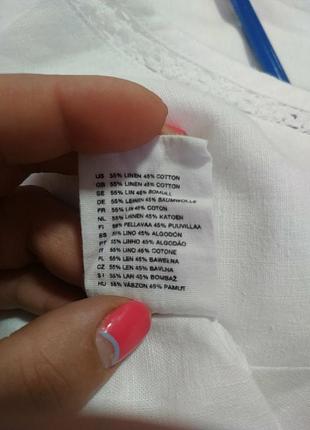 US 55% LINEN 45% COTTON
GB 55% LINEN 45% COTTON
SE 55% LIN 45% BOMULL
DE 55% LEINEN 45% BAUMWOLLE
FR 55% LIN 45% COTON
NL 55% LINNEN 45% KATOEN
FI 55% PELLAVAA 45% PUUVILLAA
ES 55% LINO 45% ALGODÓN
PT 55% LINHO 45% ALGODÃO
IT 55% LINO 45% COTONE
PL 55% LEN 45% BAWEŁNA
CZ 55% LEN 45% BAVLNA
SI 55% LAN 45% BOMBAŽ
HU 55% VÁSZON 45% PAMUT